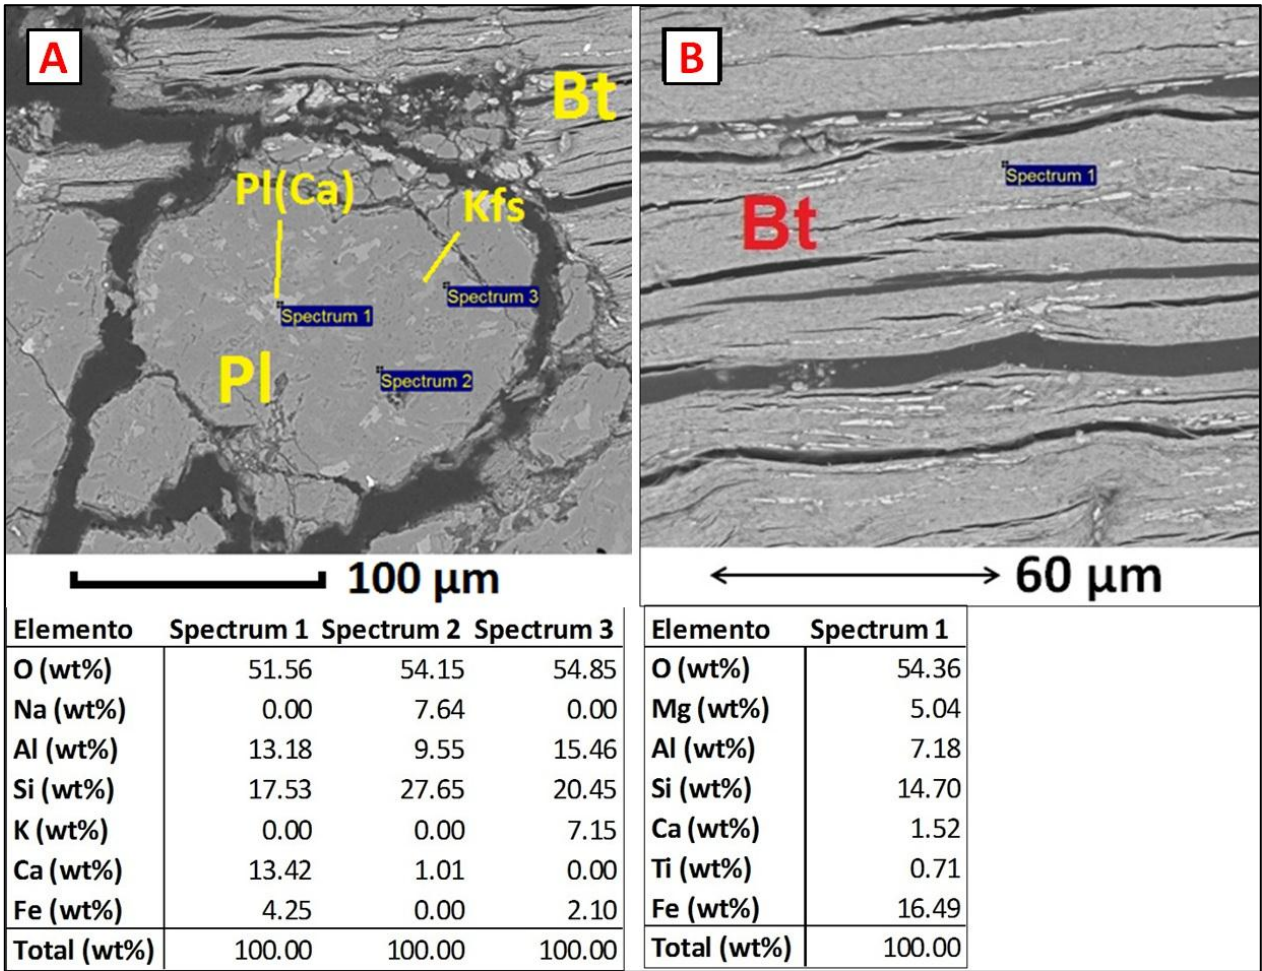 A
Bt
Pl(Ca)
Kfs
Spectrum 3
Spectrum 1
Pl
Spectrum 2
100 µm
B
Spectrum 1
Bt
60 µm
Elemento Spectrum 1 Spectrum 2 Spectrum 3
O (wt%) 51.56 54.15 54.85
Na (wt%) 0.00 7.64 0.00
Al (wt%) 13.18 9.55 15.46
Si (wt%) 17.53 27.65 20.45
K (wt%) 0.00 0.00 7.15
Ca (wt%) 13.42 1.01 0.00
Fe (wt%) 4.25 0.00 2.10
Total (wt%) 100.00 100.00 100.00
Elemento Spectrum 1
O (wt%) 54.36
Mg (wt%) 5.04
Al (wt%) 7.18
Si (wt%) 14.70
Ca (wt%) 1.52
Ti (wt%) 0.71
Fe (wt%) 16.49
Total (wt%) 100.00